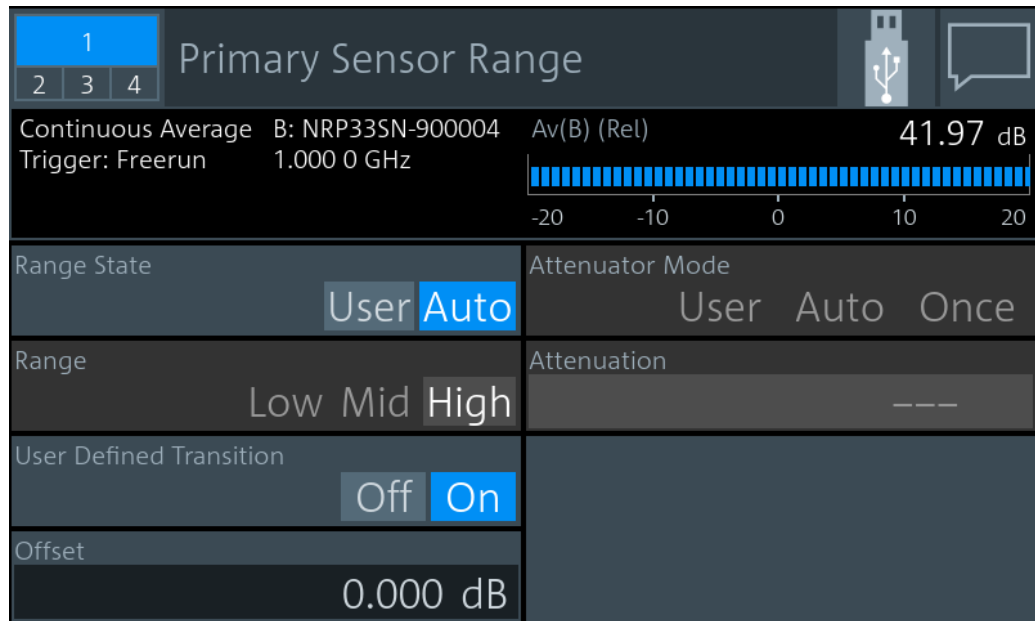 1
2 3 4
Primary Sensor Range
Continuous Average B: NRP33SN-900004
Trigger: Freerun 1.000 0 GHz
Av(B) (Rel) 41.97 dB
-20 -10 0 10 20
Range State
User Auto
Attenuator Mode
User Auto Once
Range
Low Mid High
Attenuation
---
User Defined Transition
Off On
Offset
0.000 dB